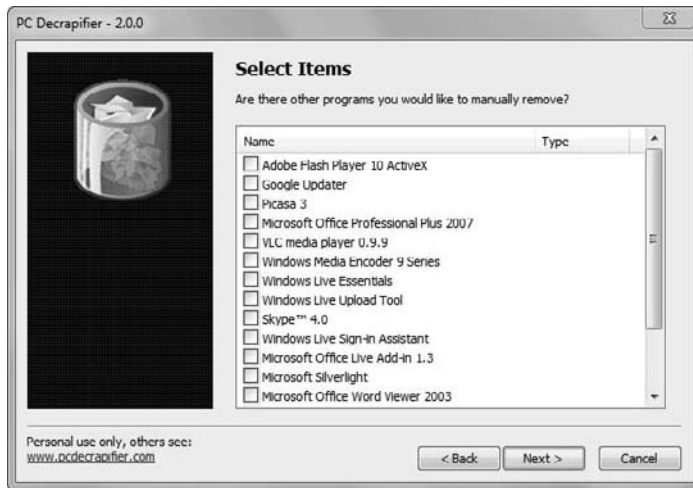 PC Decrapifier - 2.0.0
Select Items
Are there other programs you would like to manually remove?
Name Type
Adobe Flash Player 10 ActiveX
Google Updater
Picasa 3
Microsoft Office Professional Plus 2007
VLC media player 0.9.9
Windows Media Encoder 9 Series
Windows Live Essentials
Windows Live Upload Tool
Skype™ 4.0
Windows Live Sign-in Assistant
Microsoft Office Live Add-in 1.3
Microsoft Silverlight
Microsoft Office Word Viewer 2003
Personal use only, others see:
www.pcdecrapifier.com
< Back Next > Cancel